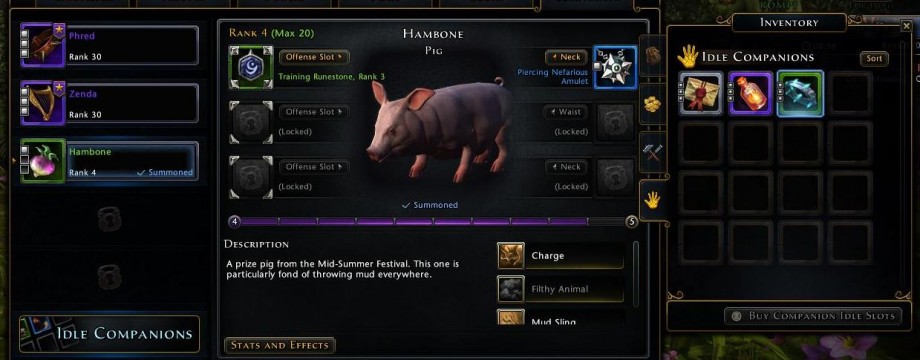 Phred
Rank 30
Zenda
Rank 30
Hambone
Rank 4
Summoned
IDLE COMPANIONS
RANK 4 (Max 20)
HAMBONE
PIG
Offense Slot
Training Runestone, Rank 3
Offense Slot
(Locked)
Offense Slot
(Locked)
Neck
Piercing Nefarious
Amulet
Waist
(Locked)
Neck
(Locked)
Summoned
4
5
DESCRIPTION
A prize pig from the Mid-Summer Festival. This one is
particularly fond of throwing mud everywhere.
Charge
Filthy Animal
Mud Sling
STATS AND EFFECTS
INVENTORY
IDLE COMPANIONS
Sort
BUY COMPANION IDLE SLOTS